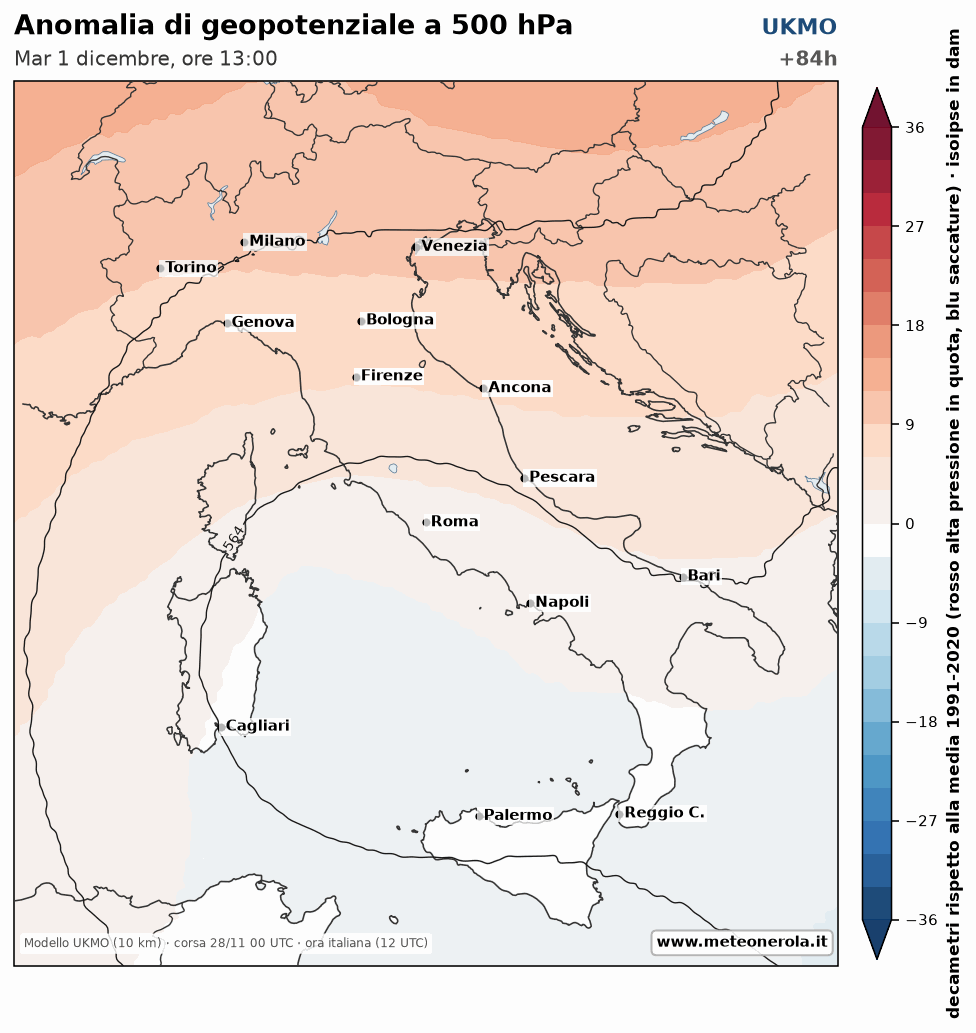 Anomalia di geopotenziale a 500 hPa
UKMO
Mar 1 dicembre, ore 13:00
+84h
Milano
Venezia
Torino
Genova
Bologna
Firenze
Ancona
Pescara
Roma
564
Bari
Napoli
Cagliari
Palermo
Reggio C.
Modello UKMO (10 km) · corsa 28/11 00 UTC · ora italiana (12 UTC)
www.meteonerola.it
36
27
18
9
0
−9
−18
−27
−36
decametri rispetto alla media 1991-2020 (rosso alta pressione in quota, blu saccature) · isoipse in dam